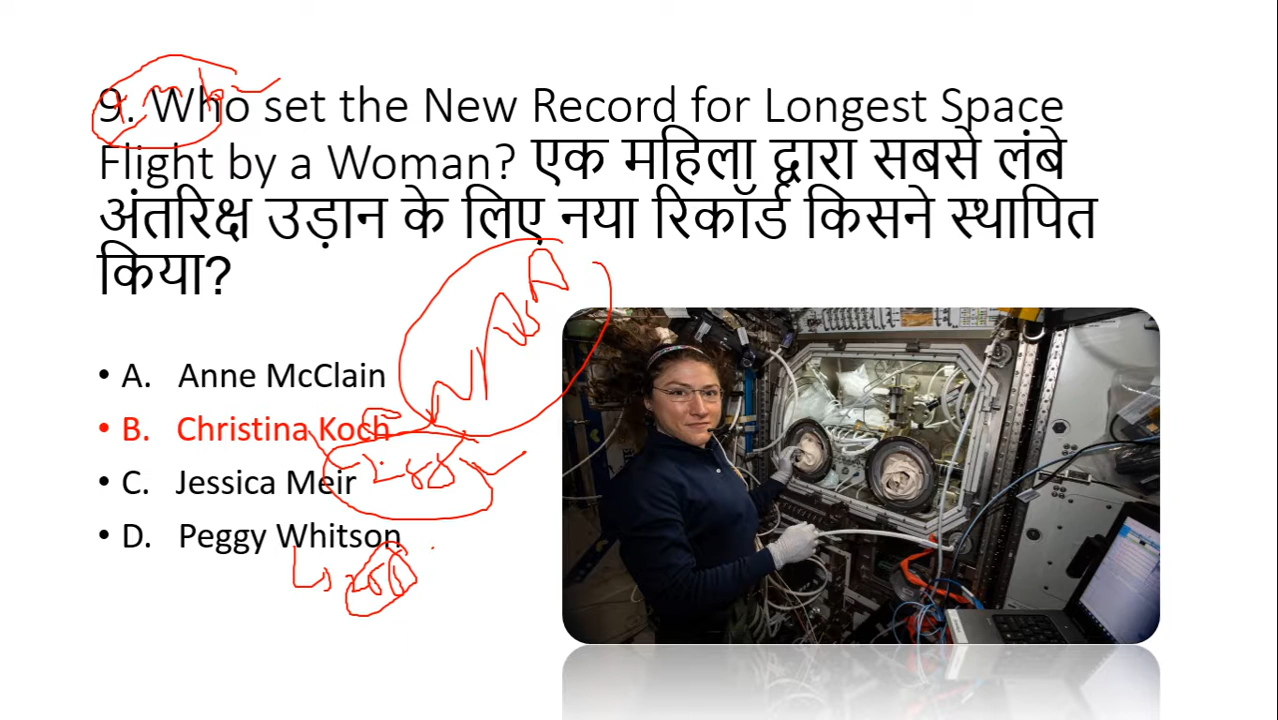 9. Who set the New Record for Longest Space
Flight by a Woman? एक महिला द्वारा सबसे लंबे
अंतरिक्ष उड़ान के लिए नया रिकॉर्ड किसने स्थापित
किया?
• A. Anne McClain
• B. Christina Koch
• C. Jessica Meir
• D. Peggy Whitson